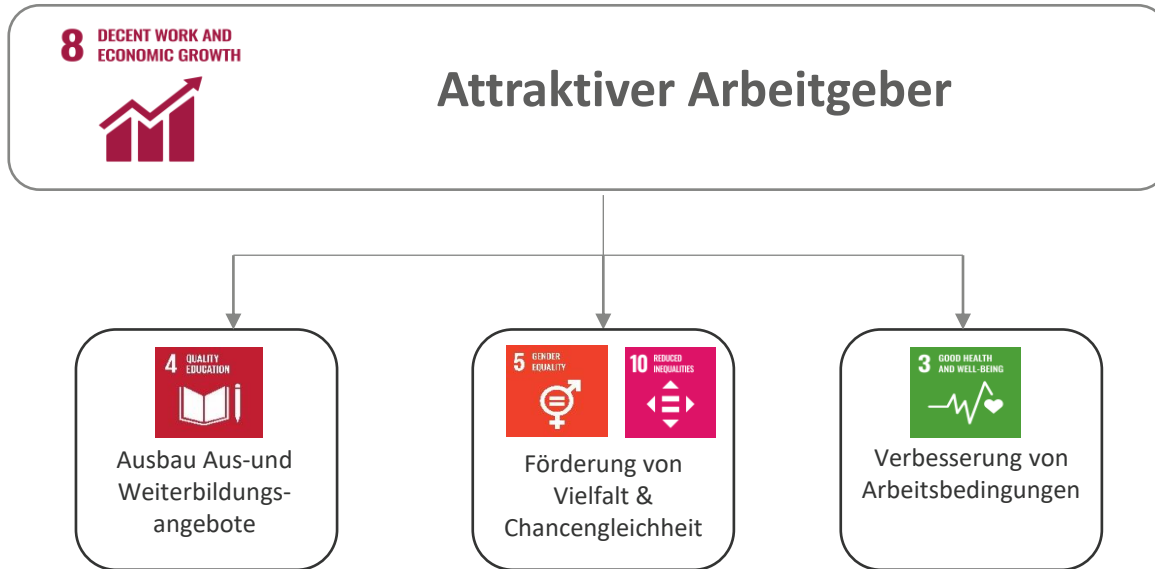 8 DECENT WORK AND
ECONOMIC GROWTH
Attraktiver Arbeitgeber
4 QUALITY
EDUCATION
Ausbau Aus-und
Weiterbildungs-
angebote
5 GENDER
EQUALITY
10 REDUCED
INEQUALITIES
Förderung von
Vielfalt &
Chancengleichheit
3 GOOD HEALTH
AND WELL-BEING
Verbesserung von
Arbeitsbedingungen